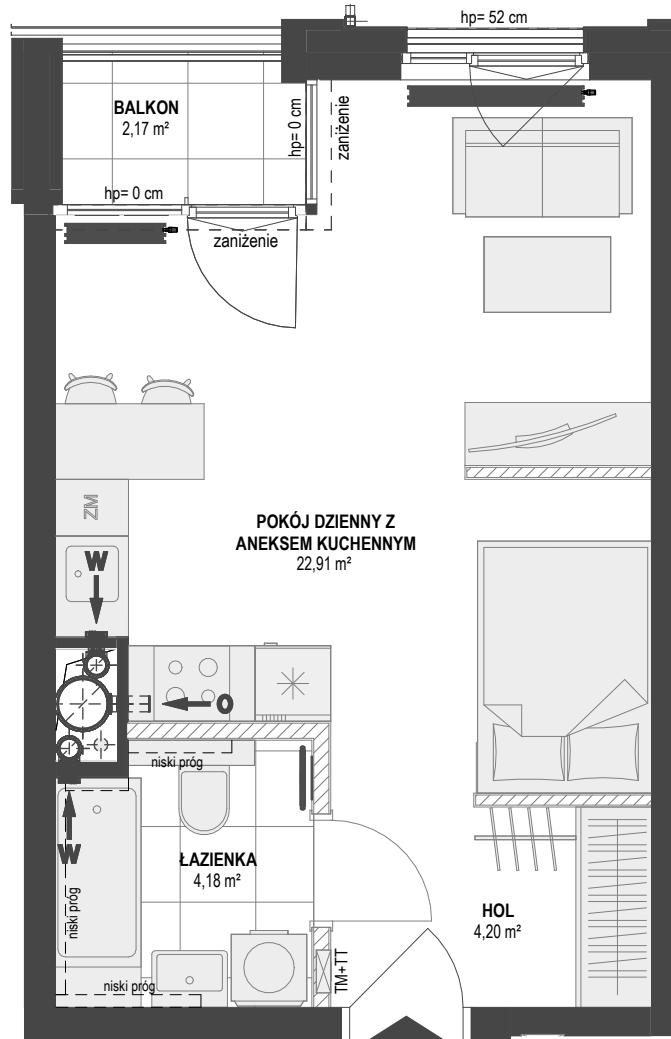 hp= 52 cm
BALKON
2,17 m²
hp= 0 cm
zaniżenie
hp= 0 cm
zaniżenie
ZM
POKÓJ DZIENNY Z
ANEKSEM KUCHENNYM
22,91 m²
W
O
niski próg
W
ŁAZIENKA
4,18 m²
niski próg
HOL
4,20 m²
TM+TT
niski próg